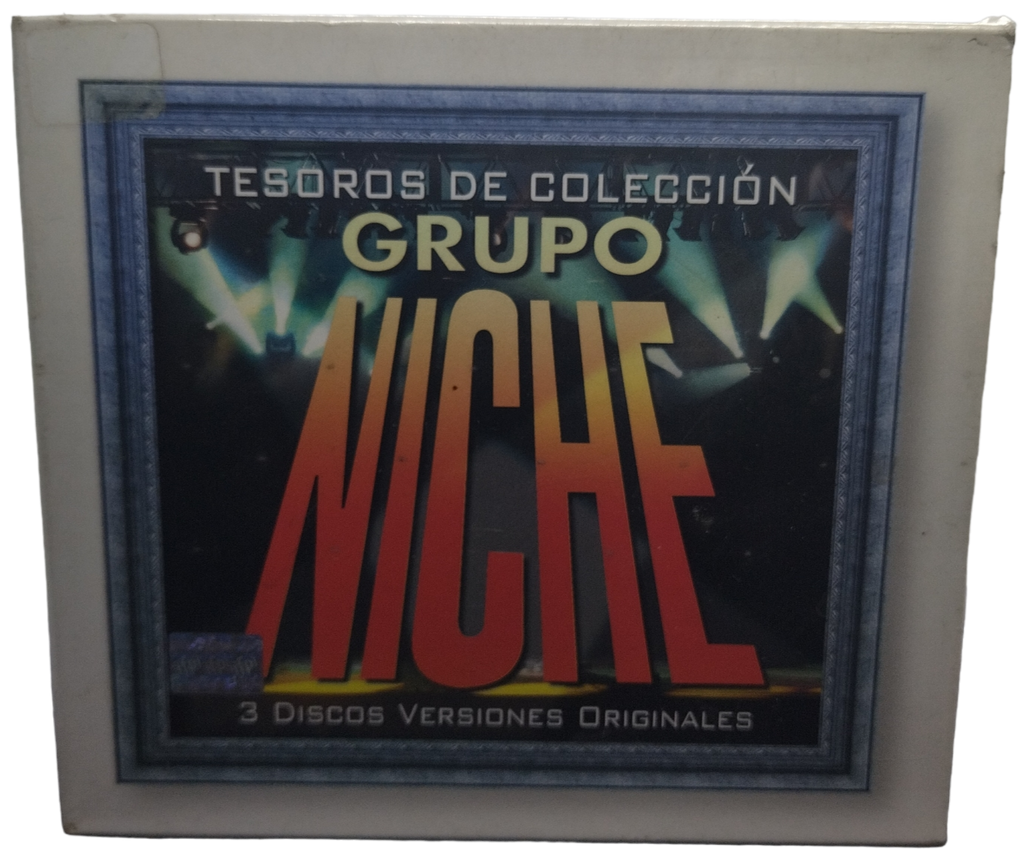 TESOROS DE COLECCIÓN
GRUPO
NICHE
3 DISCOS VERSIONES ORIGINALES